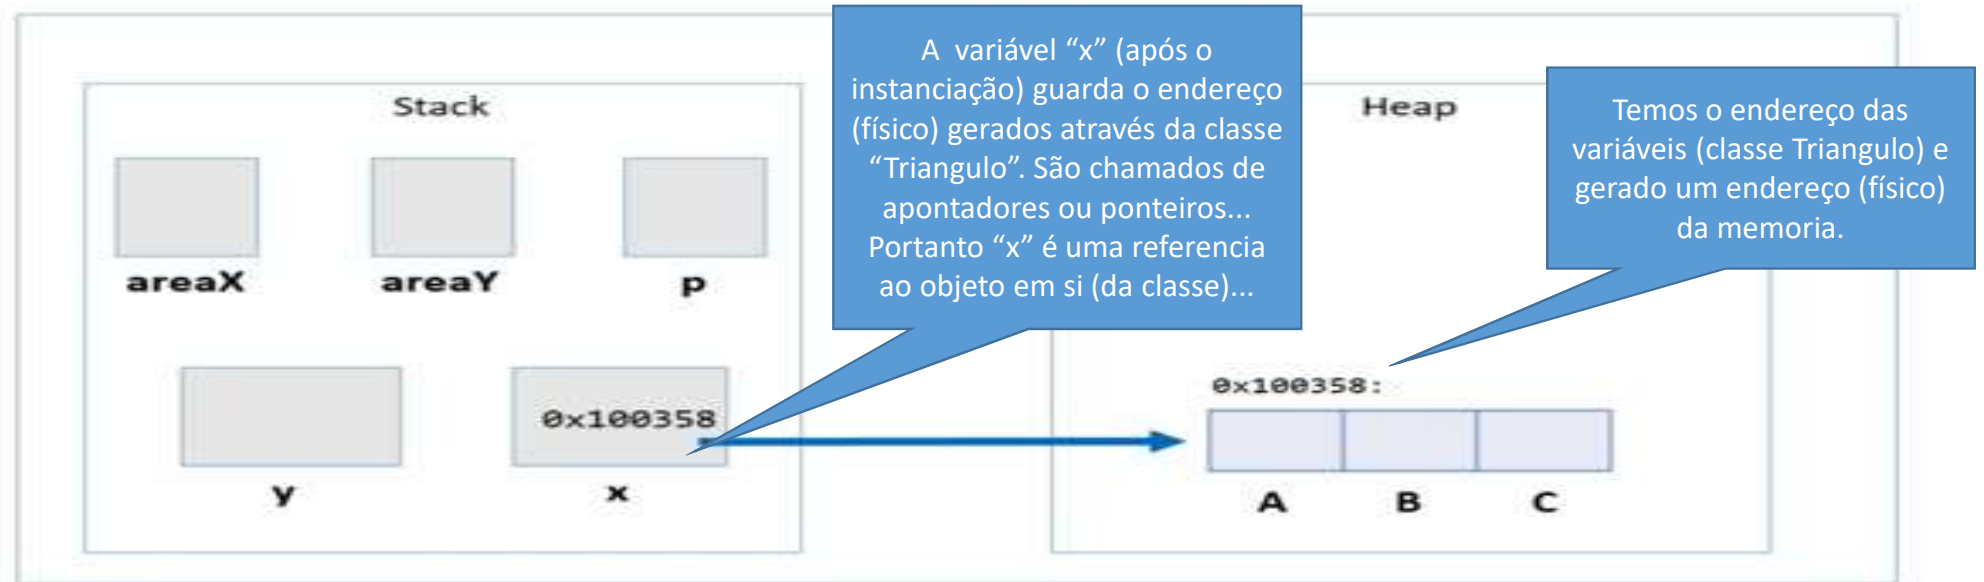 A variável “x” (após o
instanciação) guarda o endereço
(físico) gerados através da classe
“Triangulo”. São chamados de
apontadores ou ponteiros...
Portanto “x” é uma referencia
ao objeto em si (da classe)...
Temos o endereço das
variáveis (classe Triangulo) e
gerado um endereço (físico)
da memoria.
Stack
Heap
areaX
areaY
p
0x100358
y
x
0x100358:
A
B
C